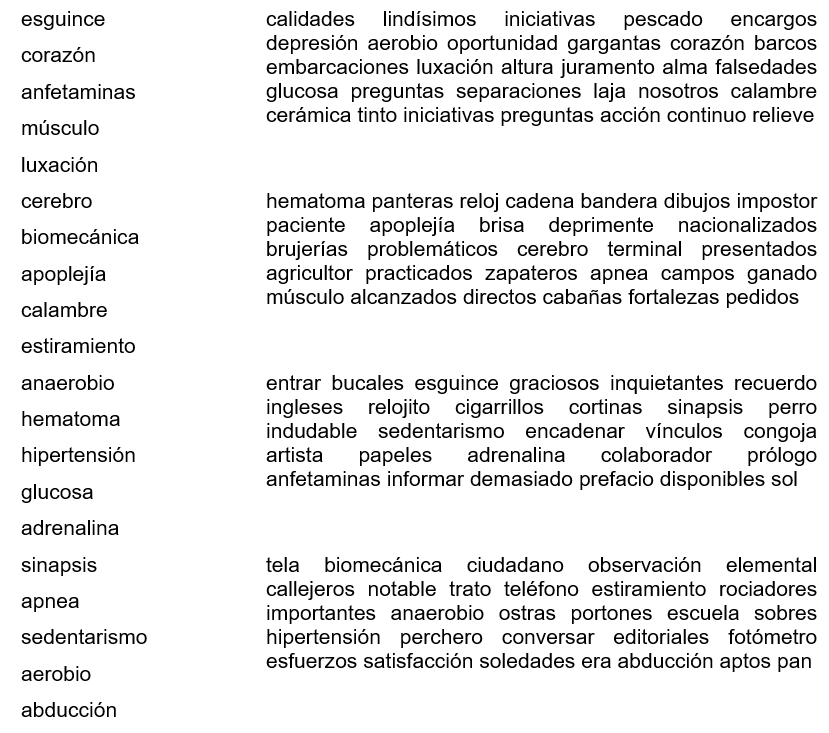 esguince
corazón
anfetaminas
músculo
luxación
cerebro
biomecánica
apoplejía
calambre
estiramiento
anaerobio
hematoma
hipertensión
glucosa
adrenalina
sinapsis
apnea
sedentarismo
aerobio
abducción
calidades lindísimos iniciativas pescado encargos
depresión aerobio oportunidad gargantas corazón barcos
embarcaciones luxación altura juramento alma falsedades
glucosa preguntas separaciones laja nosotros calambre
cerámica tinto iniciativas preguntas acción continuo relieve
hematoma panteras reloj cadena bandera dibujos impostor
paciente apoplejía brisa deprimente nacionalizados
brujerías problemáticos cerebro terminal presentados
agricultor practicados zapateros apnea campos ganado
músculo alcanzados directos cabañas fortalezas pedidos
entrar bucales esguince graciosos inquietantes recuerdo
ingleses relojito cigarrillos cortinas sinapsis perro
indudable sedentarismo encadenar vínculos congoja
artista papeles adrenalina colaborador prólogo
anfetaminas informar demasiado prefacio disponibles sol
tela biomecánica ciudadano observación elemental
callejeros notable trato teléfono estiramiento rociadores
importantes anaerobio ostras portones escuela sobres
hipertensión perchero conversar editoriales fotómetro
esfuerzos satisfacción soledades era abducción aptos pan